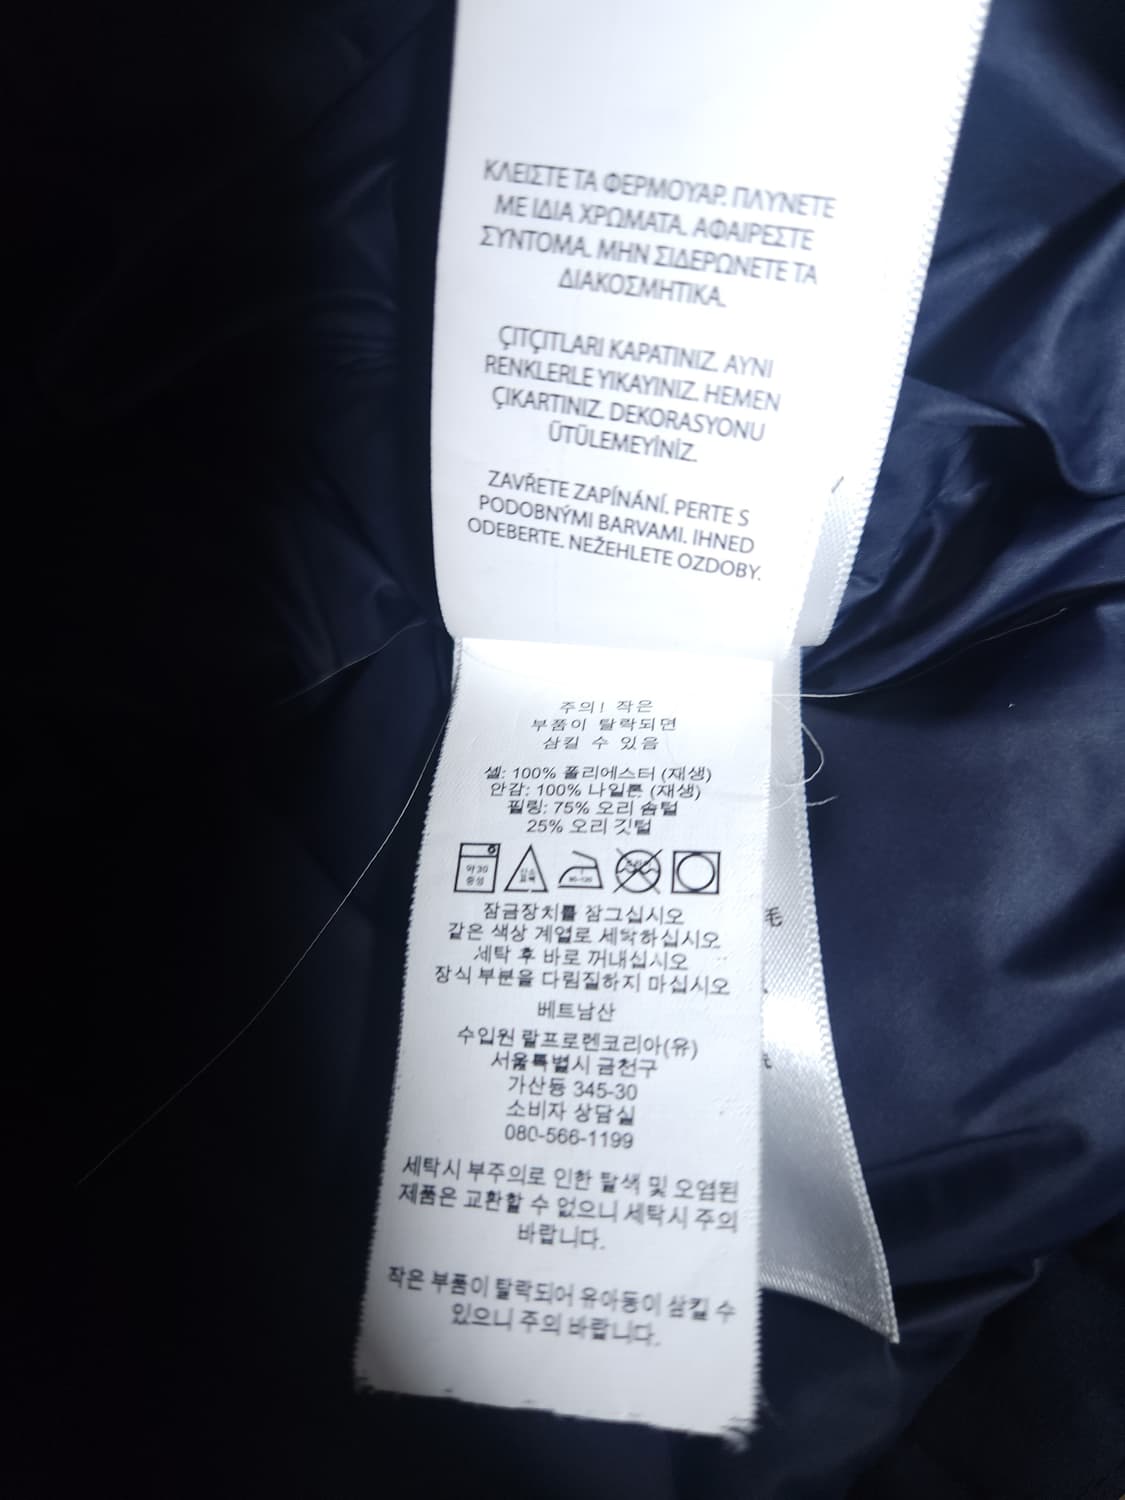 ΚΛΕΙΣΤΕ ΤΑ ΦΕΡΜΟΥΑΡ. ΠΛΥΝΕΤΕ
ΜΕ ΙΔΙΑ ΧΡΩΜΑΤΑ. ΑΦΑΙΡΕΣΤΕ
ΣΥΝΤΟΜΑ. ΜΗΝ ΣΙΔΕΡΩΝΕΤΕ ΤΑ
ΔΙΑΚΟΣΜΗΤΙΚΑ.
ÇITÇITLARI KAPATINIZ. AYNI
RENKLERLE YIKAYINIZ. HEMEN
ÇIKARTINIZ. DEKORASYONU
ÜTÜLEMEYİNİZ.
ZAVŘETE ZAPÍNÁNÍ. PERTE S
PODOBNÝMI BARVAMI. IHNED
ODEBERTE. NEŽEHLETE OZDOBY.
주의! 작은
부품이 탈락되면
삼킬 수 있음
셸: 100% 폴리에스터 (재생)
안감: 100% 나일론 (재생)
필링: 75% 오리 솜털
25% 오리 깃털
약30
중성
잠금장치를 잠그십시오
같은 색상 계열로 세탁하십시오
세탁 후 바로 꺼내십시오
장식 부분을 다림질하지 마십시오
베트남산
수입원 랄프로렌코리아(유)
서울특별시 금천구
가산동 345-30
소비자 상담실
080-566-1199
세탁시 부주의로 인한 탈색 및 오염된
제품은 교환할 수 없으니 세탁시 주의
바랍니다.
작은 부품이 탈락되어 유아동이 삼킬 수
있으니 주의 바랍니다.
毛